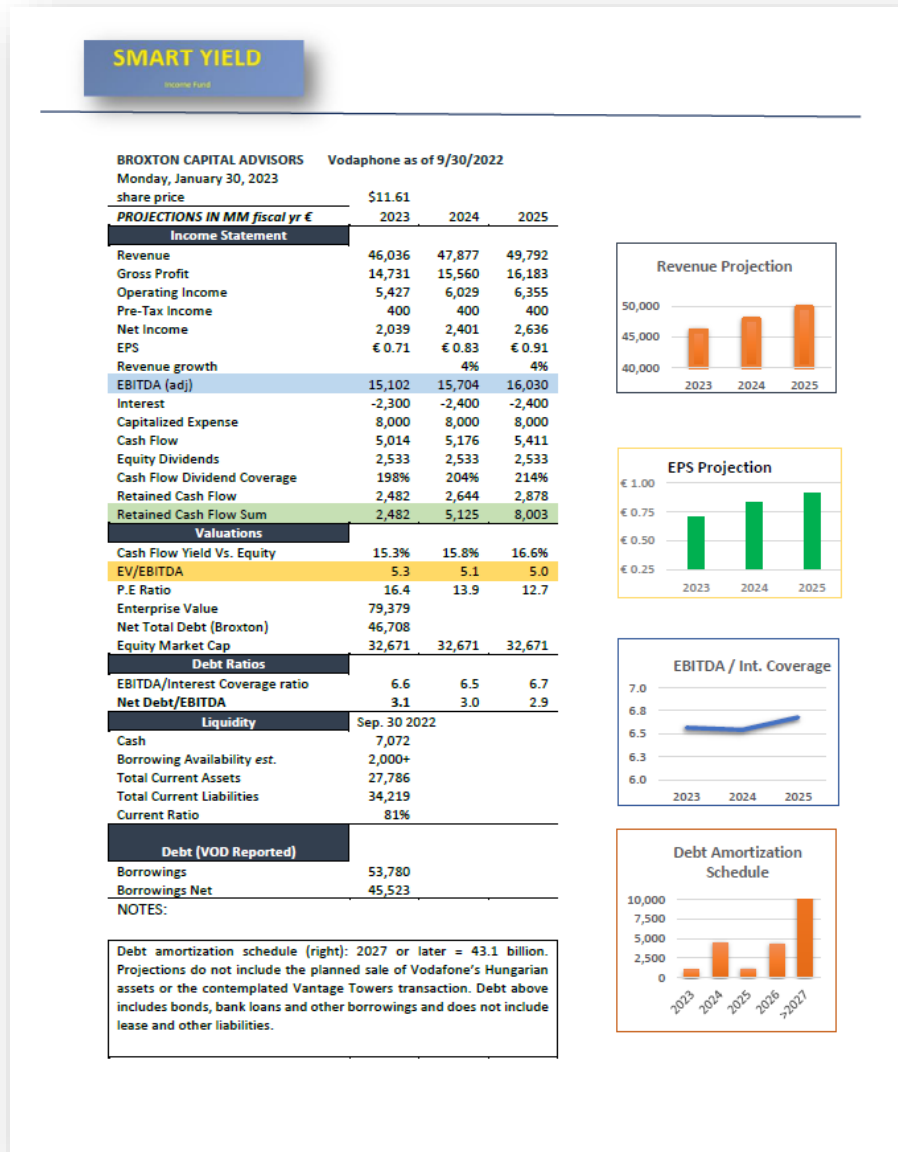 SMART YIELD
Income Fund
BROXTON CAPITAL ADVISORS Vodaphone as of 9/30/2022
Monday, January 30, 2023
share price $11.61
PROJECTIONS IN MM fiscal yr € 2023 2024 2025
Income Statement
Revenue 46,036 47,877 49,792
Gross Profit 14,731 15,560 16,183
Operating Income 5,427 6,029 6,355
Pre-Tax Income 400 400 400
Net Income 2,039 2,401 2,636
EPS € 0.71 € 0.83 € 0.91
Revenue growth 4% 4%
EBITDA (adj) 15,102 15,704 16,030
Interest -2,300 -2,400 -2,400
Capitalized Expense 8,000 8,000 8,000
Cash Flow 5,014 5,176 5,411
Equity Dividends 2,533 2,533 2,533
Cash Flow Dividend Coverage 198% 204% 214%
Retained Cash Flow 2,482 2,644 2,878
Retained Cash Flow Sum 2,482 5,125 8,003
Valuations
Cash Flow Yield Vs. Equity 15.3% 15.8% 16.6%
EV/EBITDA 5.3 5.1 5.0
P.E Ratio 16.4 13.9 12.7
Enterprise Value 79,379
Net Total Debt (Broxton) 46,708
Equity Market Cap 32,671 32,671 32,671
Debt Ratios
EBITDA/Interest Coverage ratio 6.6 6.5 6.7
Net Debt/EBITDA 3.1 3.0 2.9
Liquidity Sep. 30 2022
Cash 7,072
Borrowing Availability est. 2,000+
Total Current Assets 27,786
Total Current Liabilities 34,219
Current Ratio 81%
Debt (VOD Reported)
Borrowings 53,780
Borrowings Net 45,523
NOTES:
Debt amortization schedule (right): 2027 or later = 43.1 billion.
Projections do not include the planned sale of Vodafone's Hungarian
assets or the contemplated Vantage Towers transaction. Debt above
includes bonds, bank loans and other borrowings and does not include
lease and other liabilities.
Revenue Projection
50,000
45,000
40,000
2023 2024 2025
EPS Projection
€ 1.00
€ 0.75
€ 0.50
€ 0.25
2023 2024 2025
EBITDA / Int. Coverage
7.0
6.8
6.5
6.3
6.0
2023 2024 2025
Debt Amortization
Schedule
10,000
7,500
5,000
2,500
0
2023 2024 2025 2026 >2027